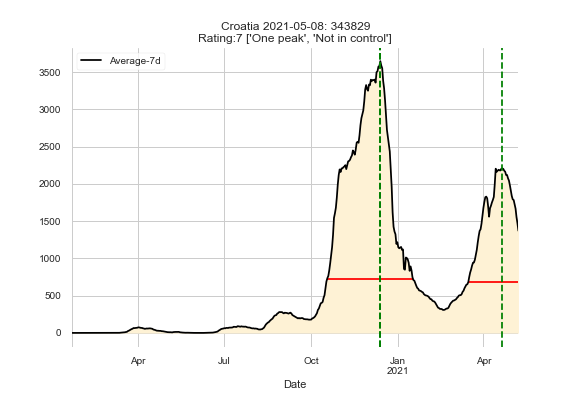 Croatia 2021-05-08: 343829
Rating:7 ['One peak', 'Not in control']
Average-7d
3500
3000
2500
2000
1500
1000
500
0
Apr
Jul
Oct
Jan
2021
Apr
Date